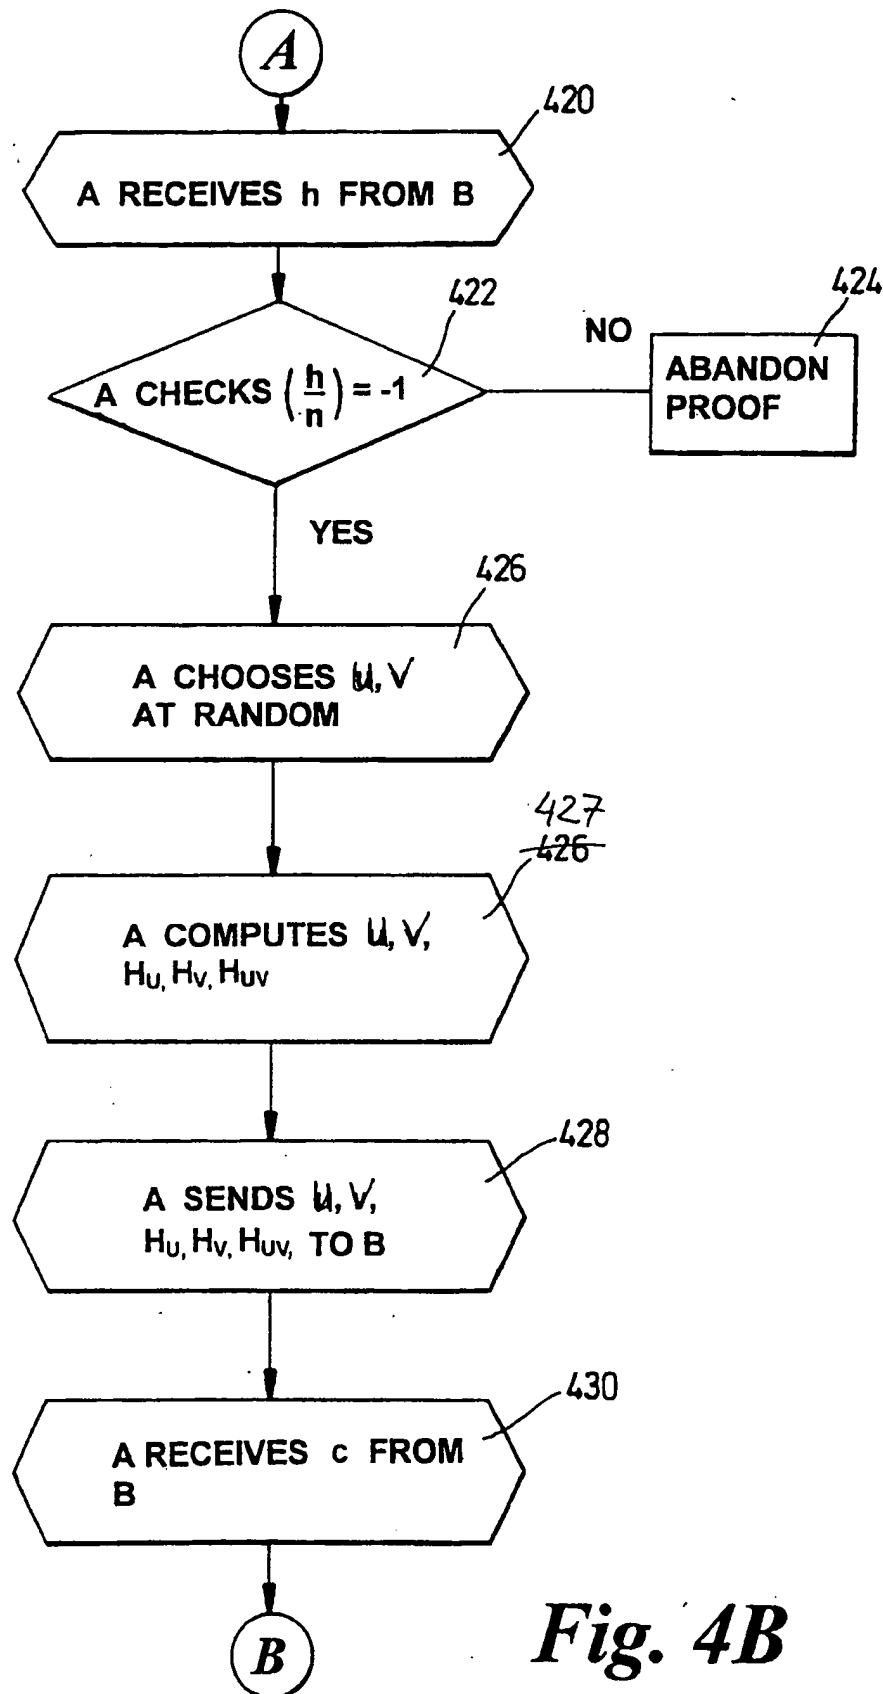 A
420
A RECEIVES h FROM B
422
A CHECKS (h/n) = -1
NO
424
ABANDON
PROOF
YES
426
A CHOOSES u, v
AT RANDOM
427
426
A COMPUTES U, V,
HU, HV, HUV
428
A SENDS U, V,
HU, HV, HUV, TO B
430
A RECEIVES c FROM
B
B
Fig. 4B